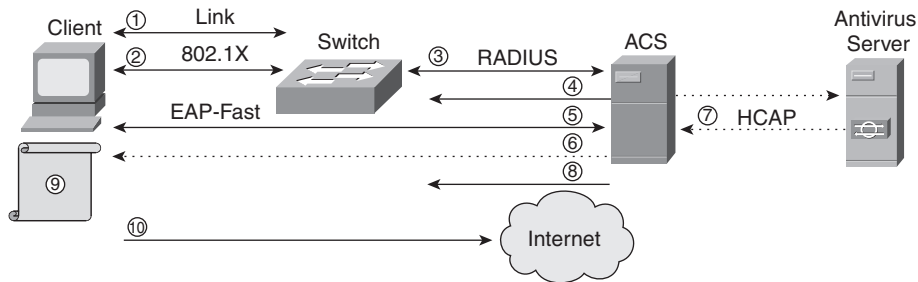 Client
① Link
② 802.1X
Switch
③ RADIUS
ACS
Antivirus
Server
④
EAP-Fast ⑤
⑥
⑦ HCAP
⑧
⑨
⑩
Internet